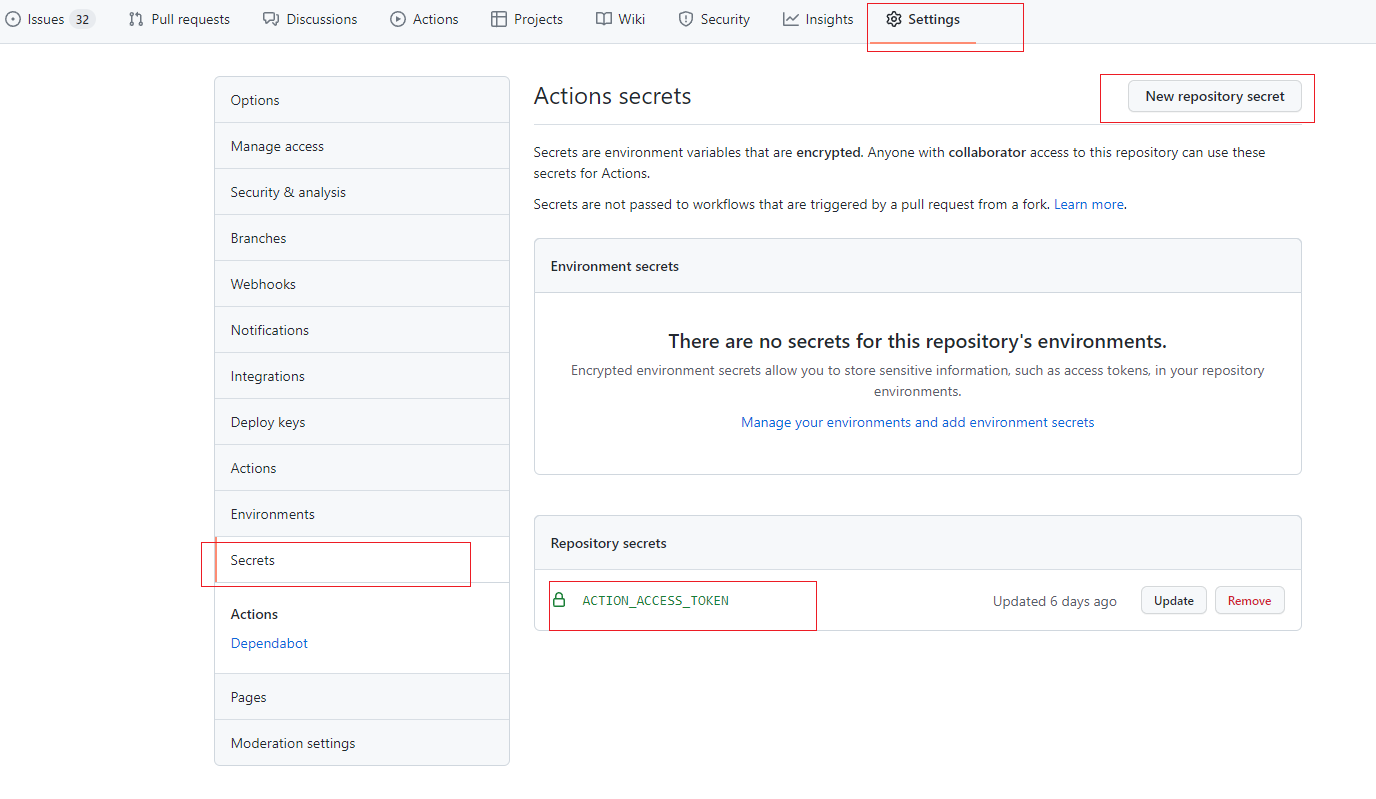 Issues 32 Pull requests Discussions Actions Projects Wiki Security Insights Settings
Options
Manage access
Security & analysis
Branches
Webhooks
Notifications
Integrations
Deploy keys
Actions
Environments
Secrets
Actions
Dependabot
Pages
Moderation settings
Actions secrets
New repository secret
Secrets are environment variables that are encrypted. Anyone with collaborator access to this repository can use these
secrets for Actions.
Secrets are not passed to workflows that are triggered by a pull request from a fork. Learn more.
Environment secrets
There are no secrets for this repository's environments.
Encrypted environment secrets allow you to store sensitive information, such as access tokens, in your repository
environments.
Manage your environments and add environment secrets
Repository secrets
ACTION_ACCESS_TOKEN Updated 6 days ago Update Remove